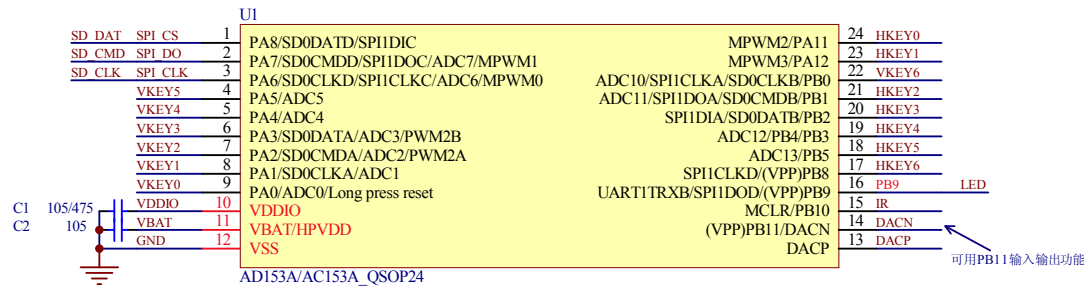 U1
SD_DAT SPI_CS 1 PA8/SD0DATD/SPI1DIC MPWM2/PA11 24 HKEY0
SD_CMD SPI_DO 2 PA7/SD0CMDD/SPI1DOC/ADC7/MPWM1 MPWM3/PA12 23 HKEY1
SD_CLK SPI_CLK 3 PA6/SD0CLKD/SPI1CLKC/ADC6/MPWM0 ADC10/SPI1CLKA/SD0CLKB/PB0 22 VKEY6
VKEY5 4 PA5/ADC5 ADC11/SPI1DOA/SD0CMDB/PB1 21 HKEY2
VKEY4 5 PA4/ADC4 SPI1DIA/SD0DATB/PB2 20 HKEY3
VKEY3 6 PA3/SD0DATA/ADC3/PWM2B ADC12/PB4/PB3 19 HKEY4
VKEY2 7 PA2/SD0CMDA/ADC2/PWM2A ADC13/PB5 18 HKEY5
VKEY1 8 PA1/SD0CLKA/ADC1 SPI1CLKD/(VPP)PB8 17 HKEY6
VKEY0 9 PA0/ADC0/Long press reset UART1TRXB/SPI1DOD/(VPP)PB9 16 PB9 LED
C1 105/475 VDDIO 10 VDDIO MCLR/PB10 15 IR
C2 105 VBAT 11 VBAT/HPVDD (VPP)PB11/DACN 14 DACN
GND 12 VSS DACP 13 DACP
可用PB11输入输出功能
AD153A/AC153A_QSOP24